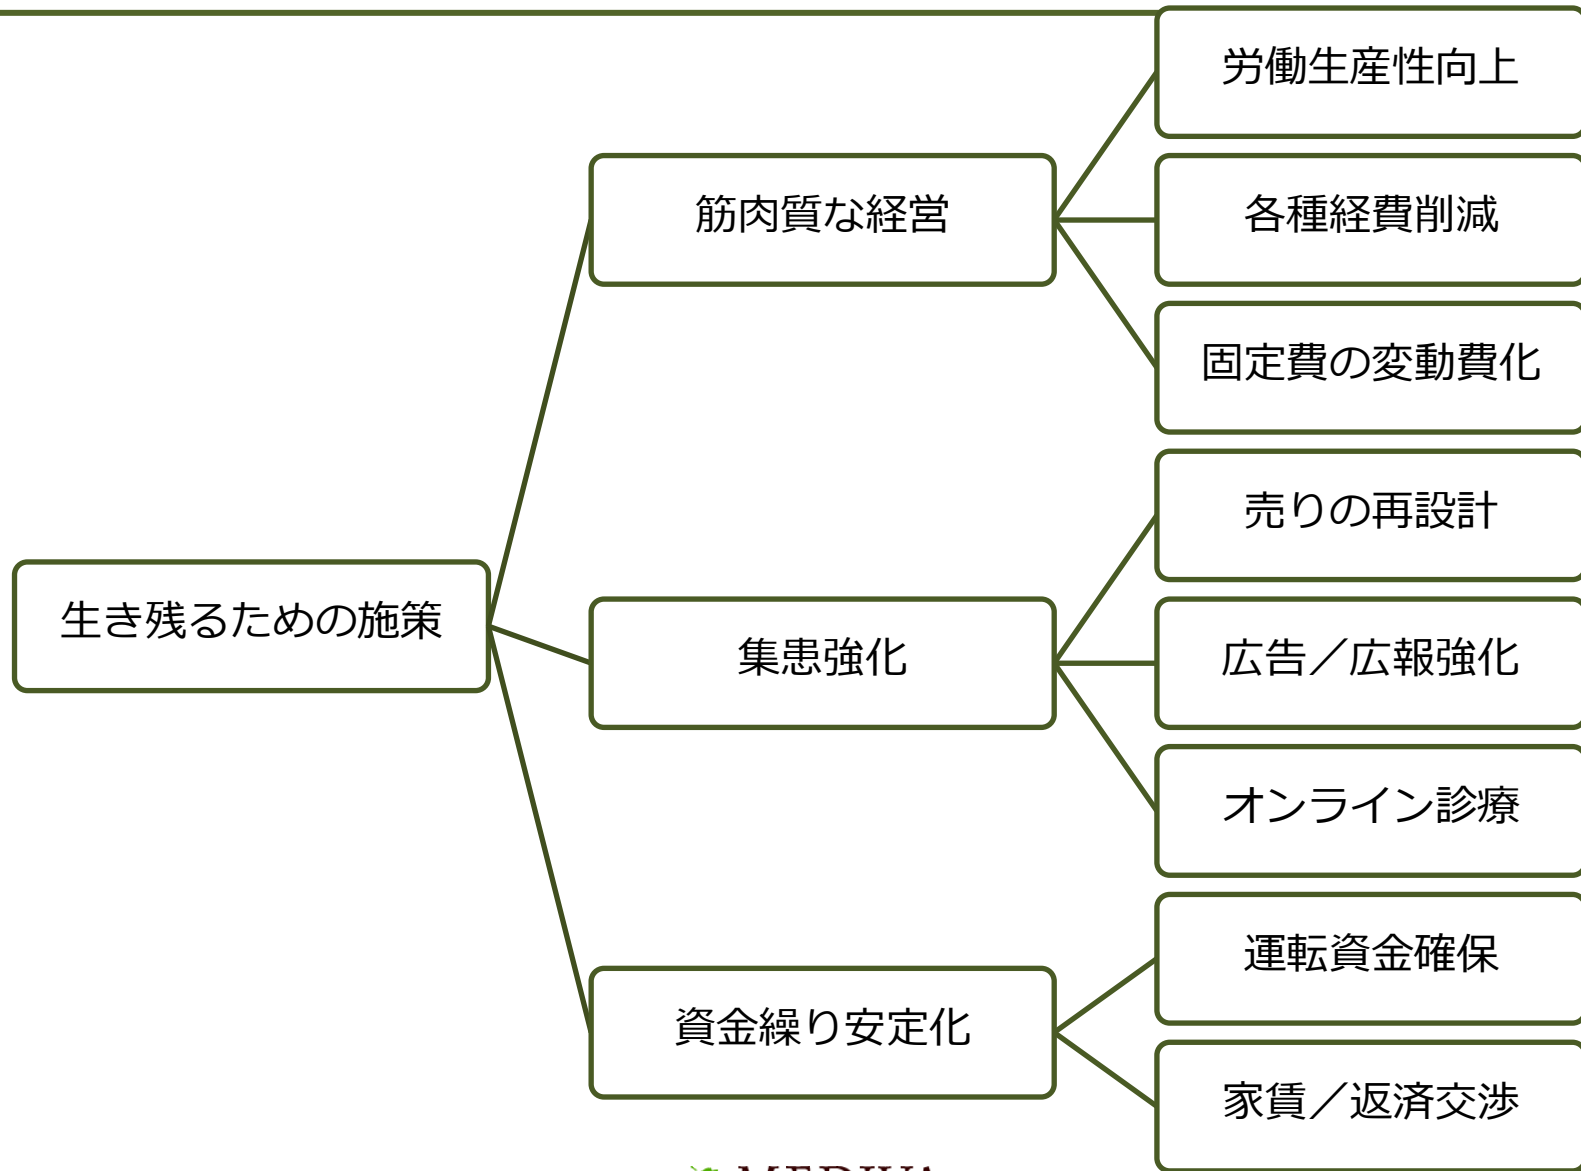 生き残るための施策
筋肉質な経営
労働生産性向上
各種経費削減
固定費の変動費化
集患強化
売りの再設計
広告／広報強化
オンライン診療
資金繰り安定化
運転資金確保
家賃／返済交渉
MEDIVA